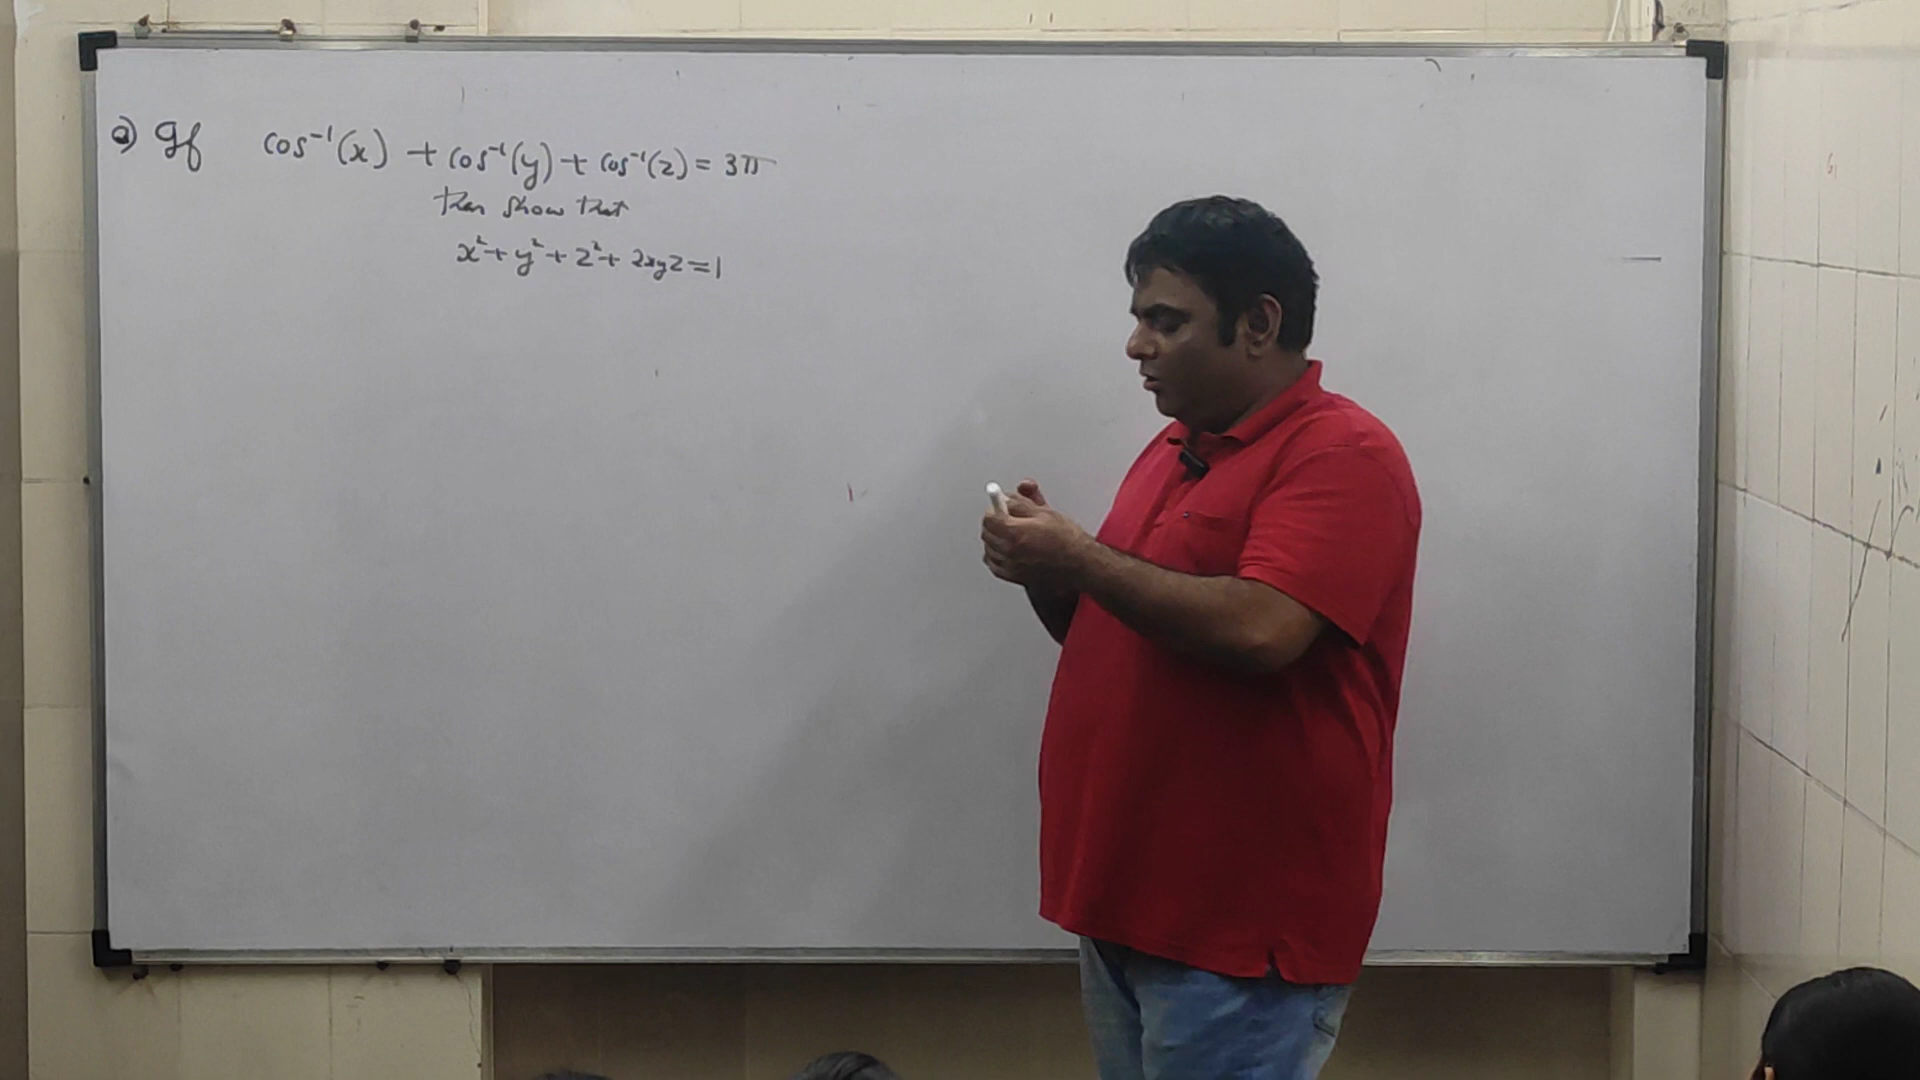 Q) If cos⁻¹(x) + cos⁻¹(y) + cos⁻¹(z) = 3π
then show that
x² + y² + z² + 2xyz = 1